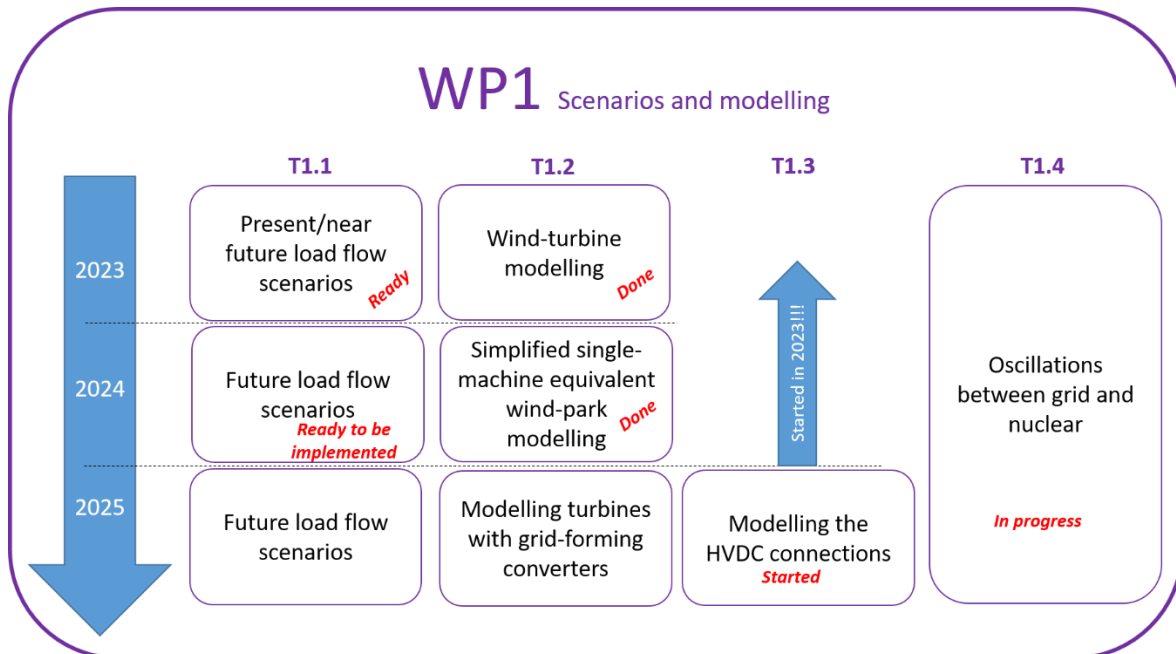 WP1 Scenarios and modelling
T1.1
T1.2
T1.3
T1.4
2023
Present/near
future load flow
scenarios
Ready
Wind-turbine
modelling
Done
2024
Future load flow
scenarios
Ready to be
implemented
Simplified single-
machine equivalent
wind-park
modelling
Done
Started in 2023!!!
Oscillations
between grid and
nuclear
In progress
2025
Future load flow
scenarios
Modelling turbines
with grid-forming
converters
Modelling the
HVDC connections
Started